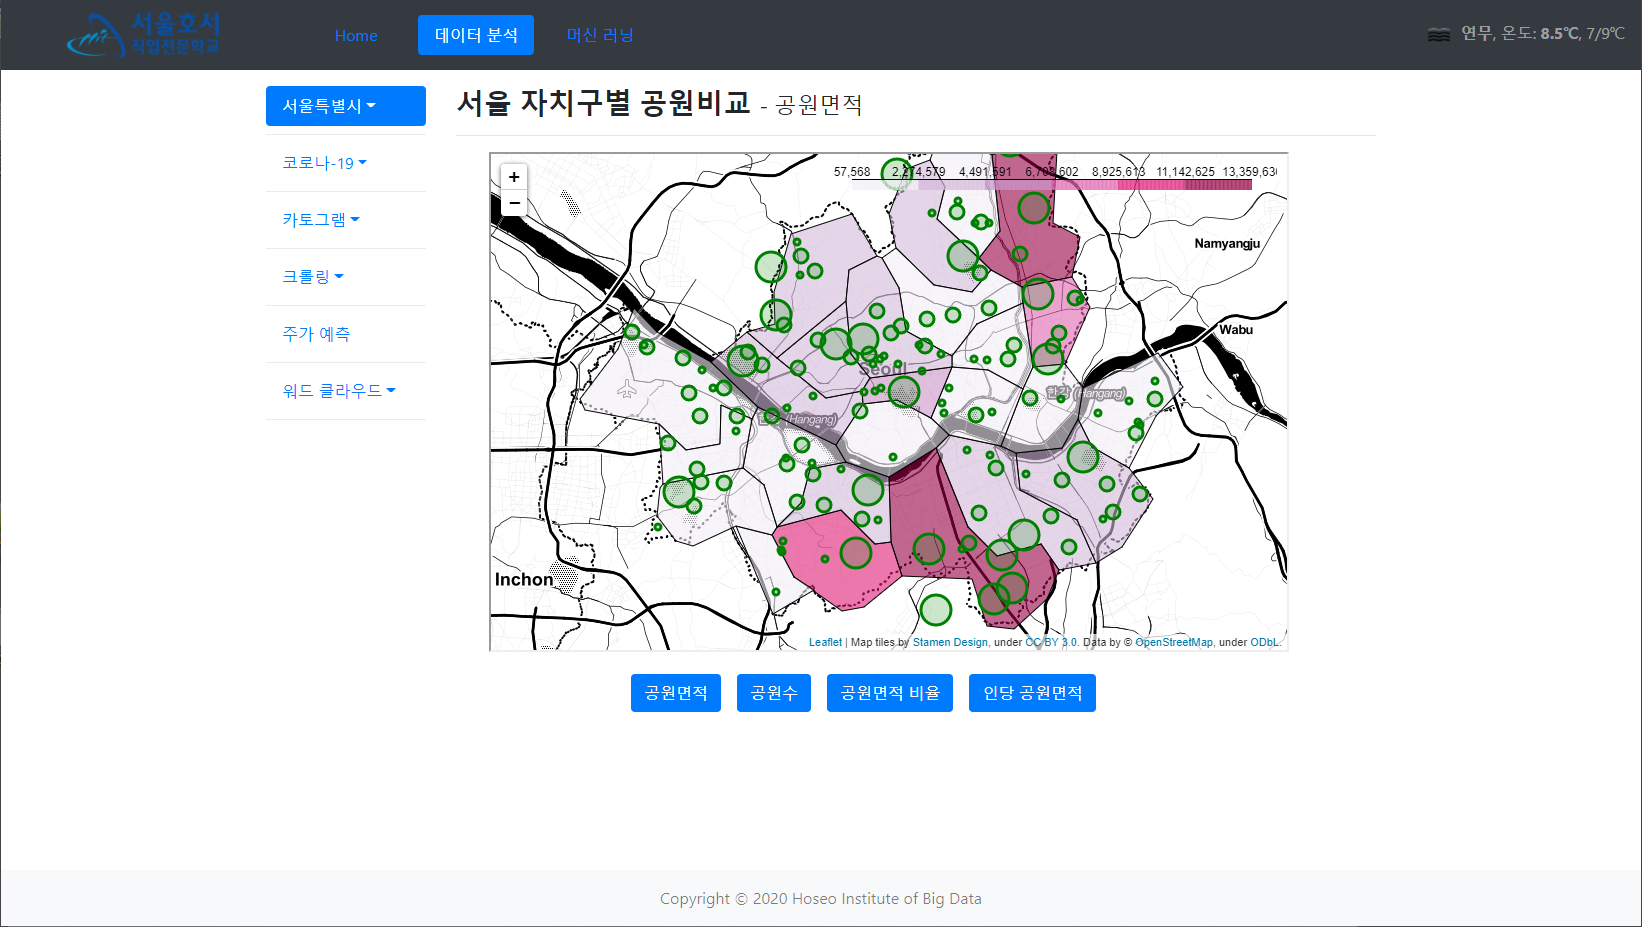 서울호서
직업전문학교
Home
데이터 분석
머신 러닝
연무, 온도: 8.5℃, 7/9℃
서울특별시
코로나-19
카토그램
크롤링
주가 예측
워드 클라우드
서울 자치구별 공원비교 - 공원면적
+
−
57,568 2,274,579 4,491,591 6,708,602 8,925,613 11,142,625 13,359,636
Namyangju
Wabu
Seoul
한강 (Hangang)
(Hangang)
Inchon
Leaflet | Map tiles by Stamen Design, under CC BY 3.0. Data by © OpenStreetMap, under ODbL.
공원면적
공원수
공원면적 비율
인당 공원면적
Copyright © 2020 Hoseo Institute of Big Data